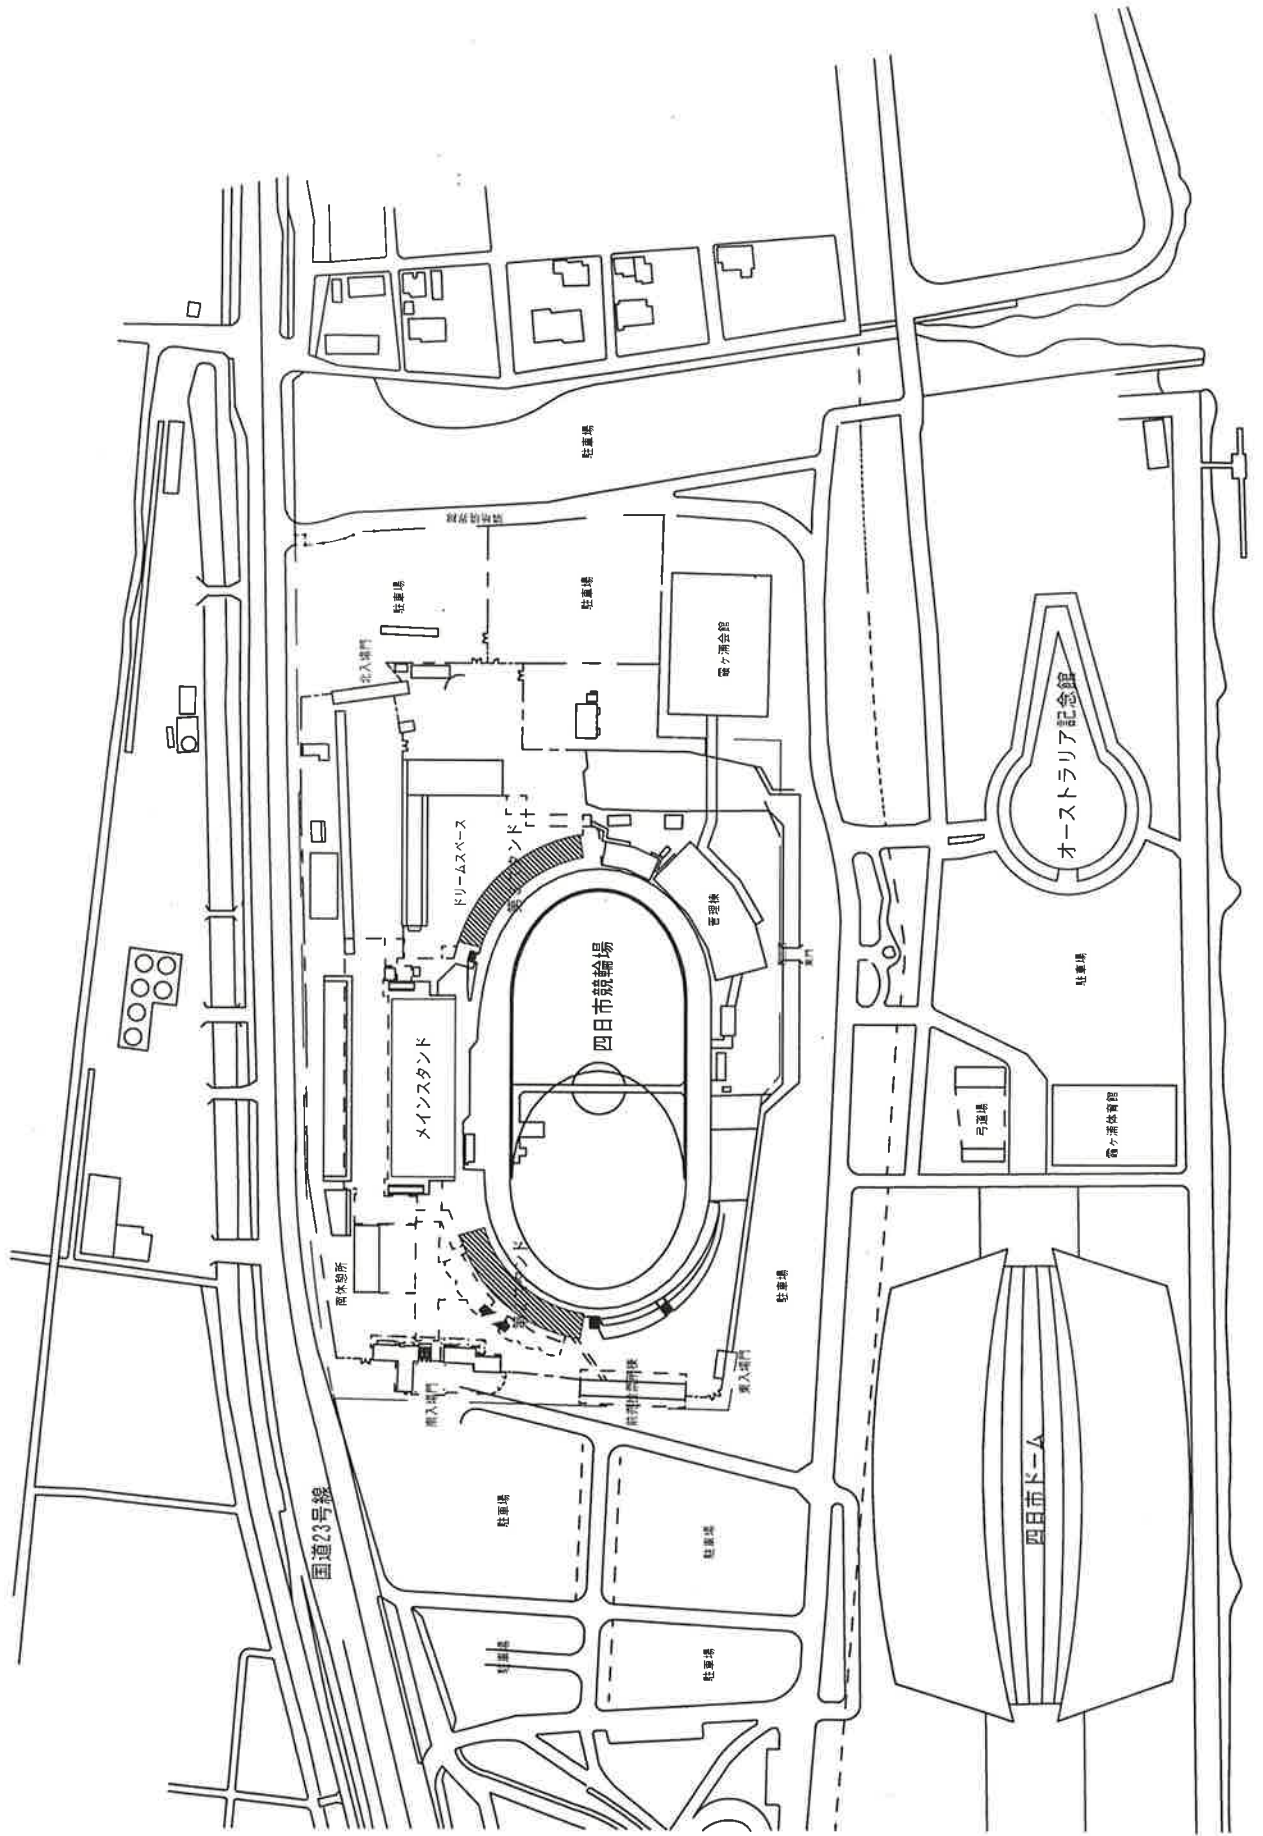 国道23号線
南休憩所
北入場門
駐車場
駐車場
駐車場
ドリームスペース
メインスタンド
四日市競輪場
管理棟
霞ヶ浦会館
東門
南入場門
東入場門
駐車場
駐車場
駐車場
駐車場
駐車場
オーストラリア記念館
駐車場
弓道場
霞ヶ浦体育館
四日市ドーム